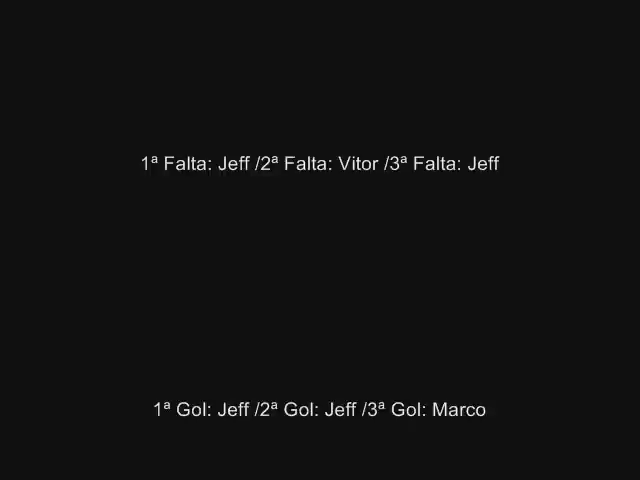 1ª Falta: Jeff /2ª Falta: Vitor /3ª Falta: Jeff
1ª Gol: Jeff /2ª Gol: Jeff /3ª Gol: Marco